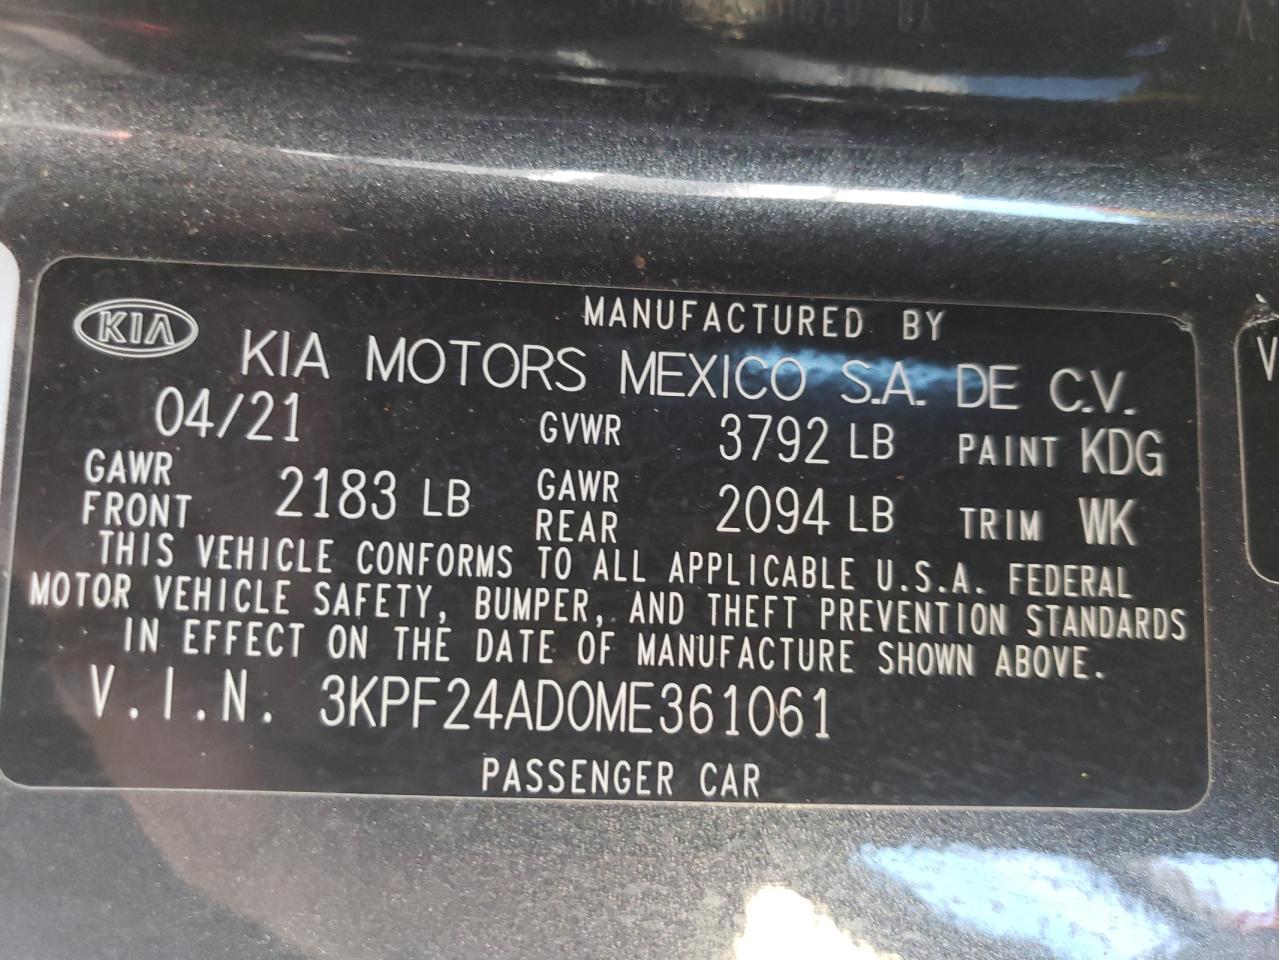 KIA
MANUFACTURED BY
KIA MOTORS MEXICO S.A. DE C.V.
04/21 GVWR 3792 LB PAINT KDG
GAWR FRONT 2183 LB GAWR REAR 2094 LB TRIM WK
THIS VEHICLE CONFORMS TO ALL APPLICABLE U.S.A. FEDERAL
MOTOR VEHICLE SAFETY, BUMPER, AND THEFT PREVENTION STANDARDS
IN EFFECT ON THE DATE OF MANUFACTURE SHOWN ABOVE.
V.I.N. 3KPF24AD0ME361061
PASSENGER CAR
V